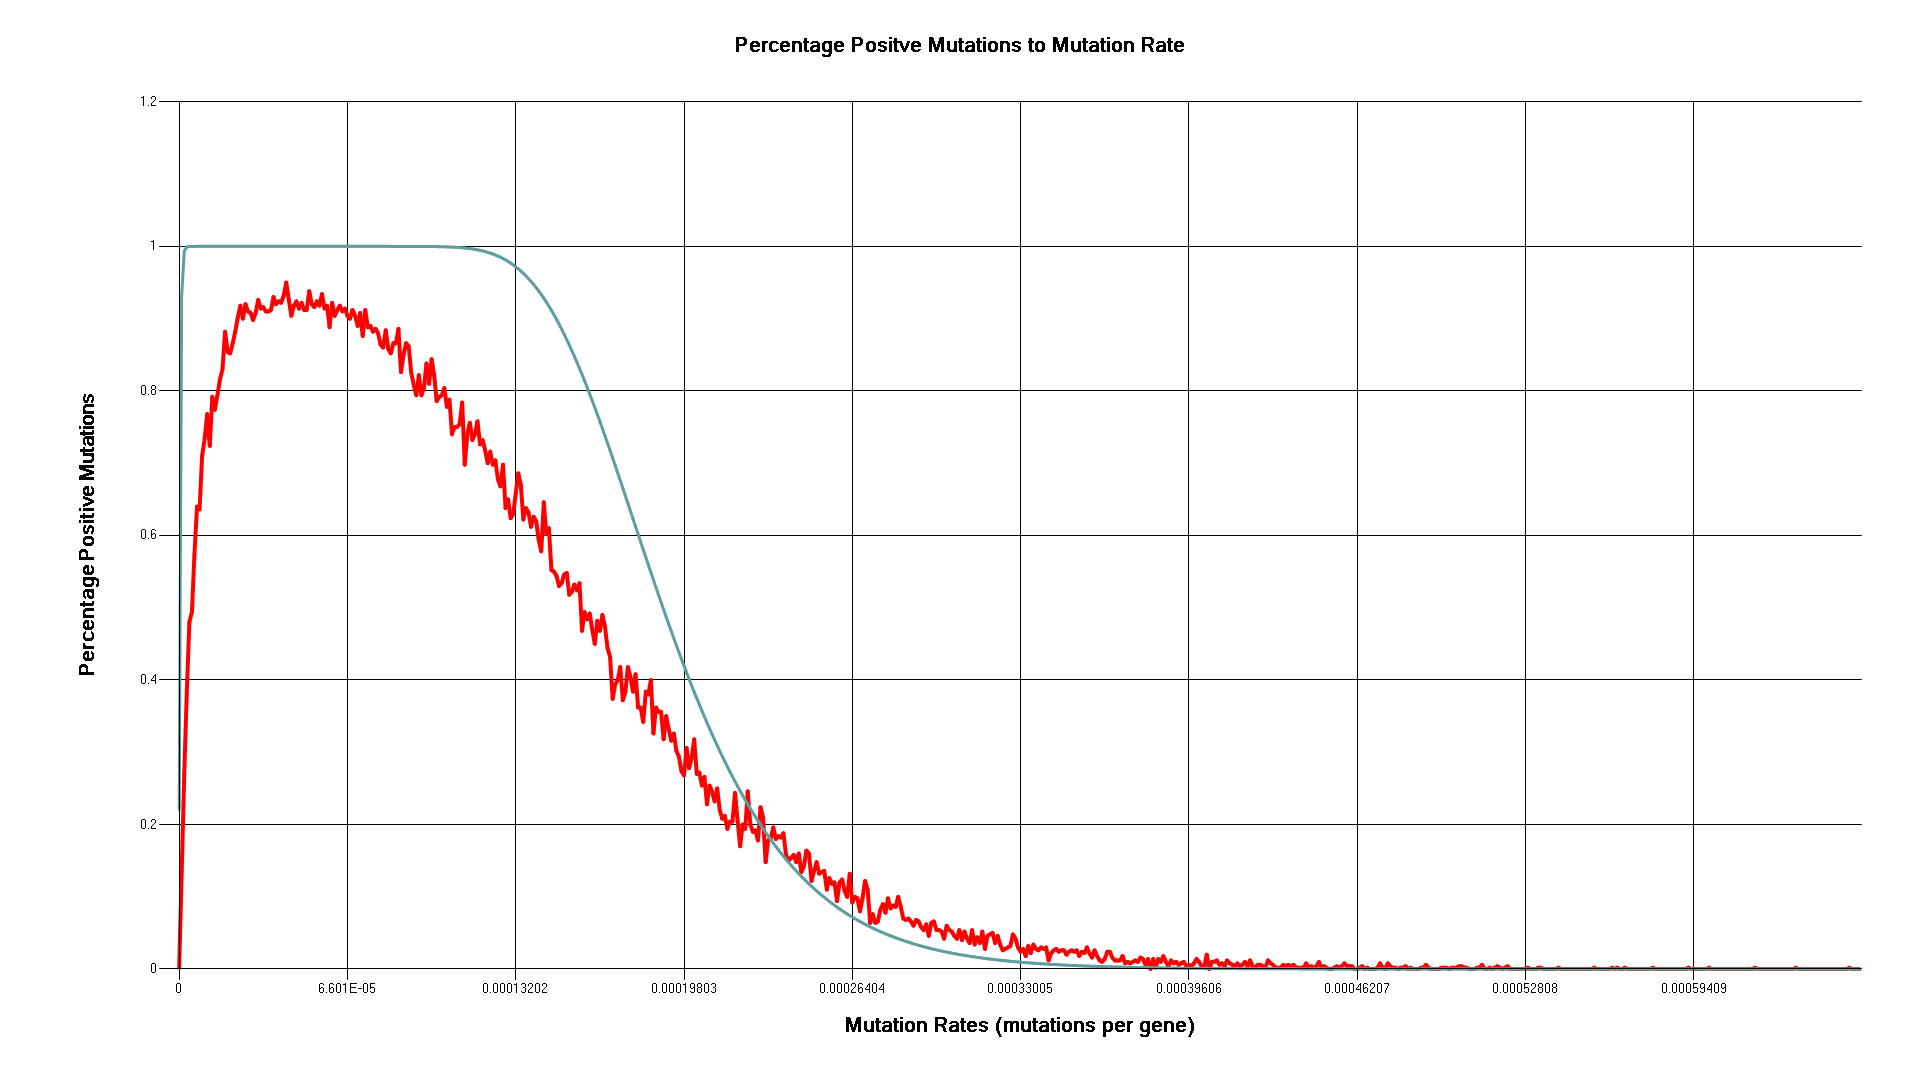 Percentage Positve Mutations to Mutation Rate
1.2
1
0.8
0.6
0.4
0.2
0
Percentage Positive Mutations
0 6.601E-05 0.00013202 0.00019803 0.00026404 0.00033005 0.00039606 0.00046207 0.00052808 0.00059409
Mutation Rates (mutations per gene)